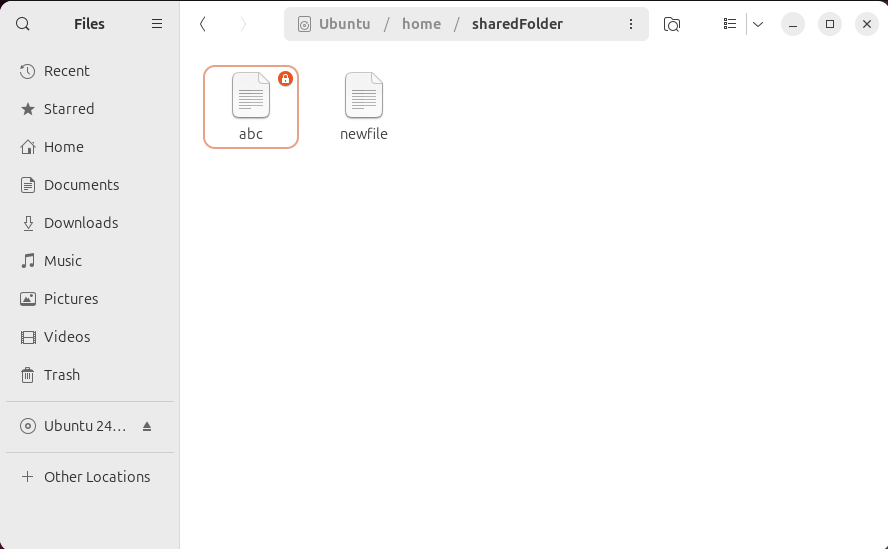 Files
Ubuntu / home / sharedFolder
Recent
Starred
Home
Documents
Downloads
Music
Pictures
Videos
Trash
Ubuntu 24...
Other Locations
abc
newfile